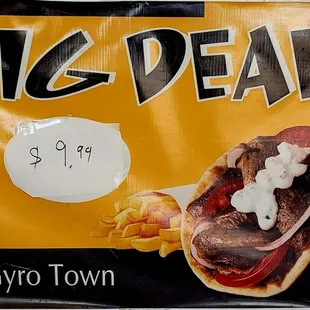 IG DEA
$ 9.99
yro Town